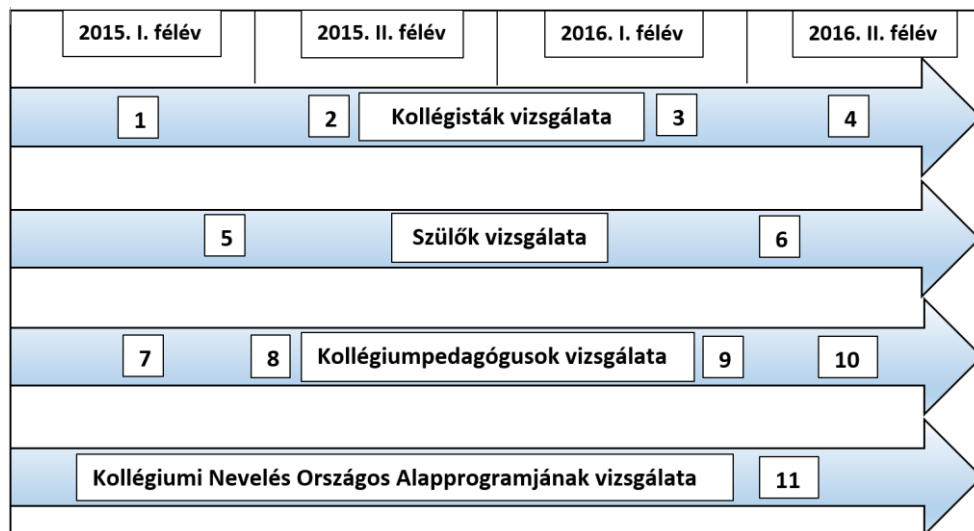 2015. I. félév
2015. II. félév
2016. I. félév
2016. II. félév
1
2
Kollégisták vizsgálata
3
4
5
Szülők vizsgálata
6
7
8
Kollégiumpedagógusok vizsgálata
9
10
Kollégiumi Nevelés Országos Alapprogramjának vizsgálata
11